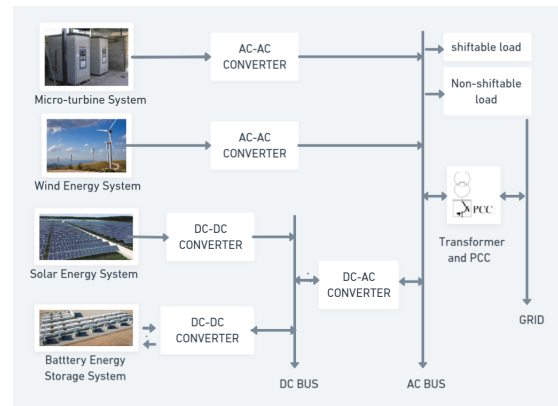 AC-AC
CONVERTER
shiftable load
Non-shiftable
load
Micro-turbine System
AC-AC
CONVERTER
Wind Energy System
PCC
DC-DC
CONVERTER
Transformer
and PCC
Solar Energy System
DC-AC
CONVERTER
GRID
DC-DC
CONVERTER
Batttery Energy
Storage System
DC BUS
AC BUS